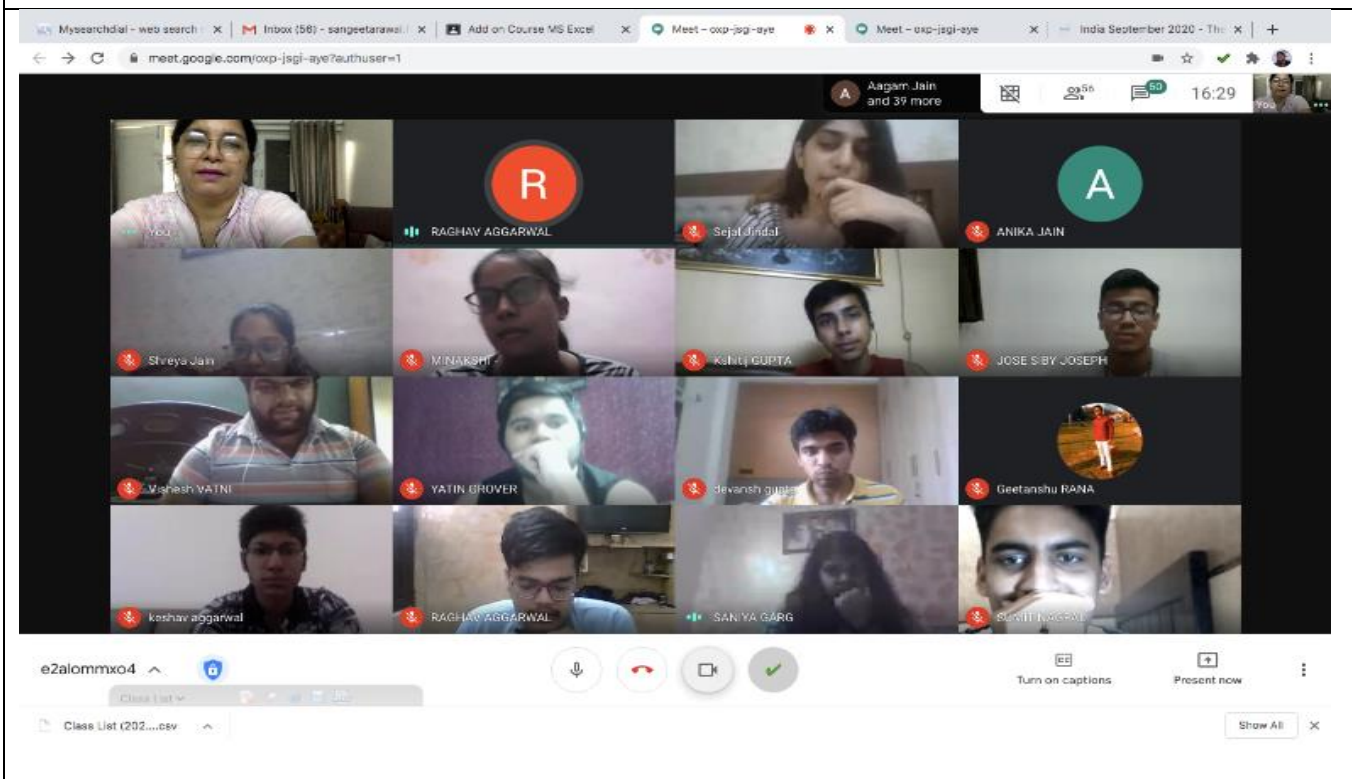 Mysearchdial - web search
Inbox (56) - sangeetarawal.
Add on Course MS Excel
Meet – oxp-jsgi-aye
Meet – oxp-jsgi-aye
India September 2020 - The
meet.google.com/oxp-jsgi-aye?authuser=1
A
Aagam Jain
and 39 more
56
50
16:29
You
You
R
RAGHAV AGGARWAL
Sejal Jindal
A
ANIKA JAIN
Shreya Jain
MINAKSHI
Kshitij GUPTA
JOSE SIBY JOSEPH
Vishesh VATNI
YATIN GROVER
devansh gupta
Geetanshu RANA
keshav aggarwal
RAGHAV AGGARWAL
SANIYA GARG
SUMIT NAGPAL
e2alommxo4
Turn on captions
Present now
Class List
Class List (202....csv
Show All